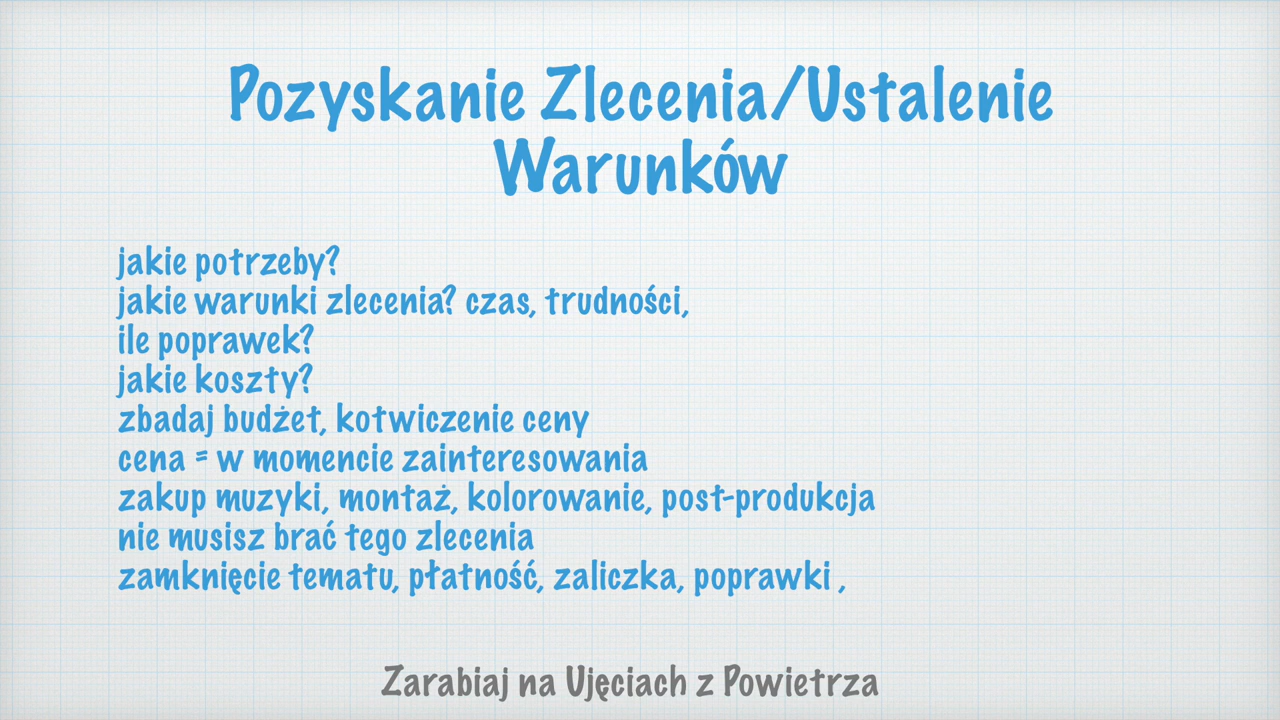 Pozyskanie Zlecenia/Ustalenie
Warunków
jakie potrzeby?
jakie warunki zlecenia? czas, trudności,
ile poprawek?
jakie koszty?
zbadaj budżet, kotwiczenie ceny
cena = w momencie zainteresowania
zakup muzyki, montaż, kolorowanie, post-produkcja
nie musisz brać tego zlecenia
zamknięcie tematu, płatność, zaliczka, poprawki ,
Zarabiaj na Ujęciach z Powietrza